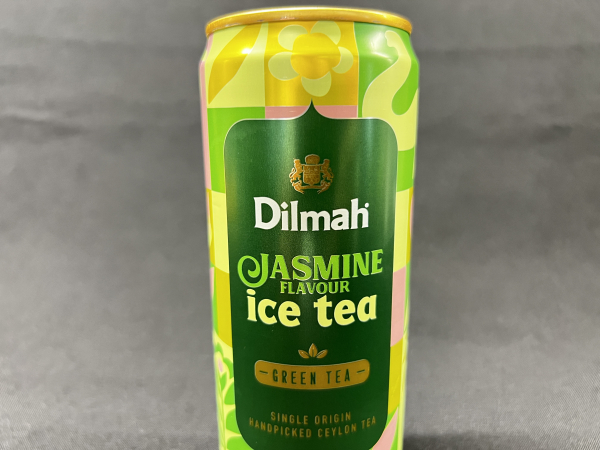 Dilmah
JASMINE
FLAVOUR
ice tea
GREEN TEA
SINGLE ORIGIN
HANDPICKED CEYLON TEA